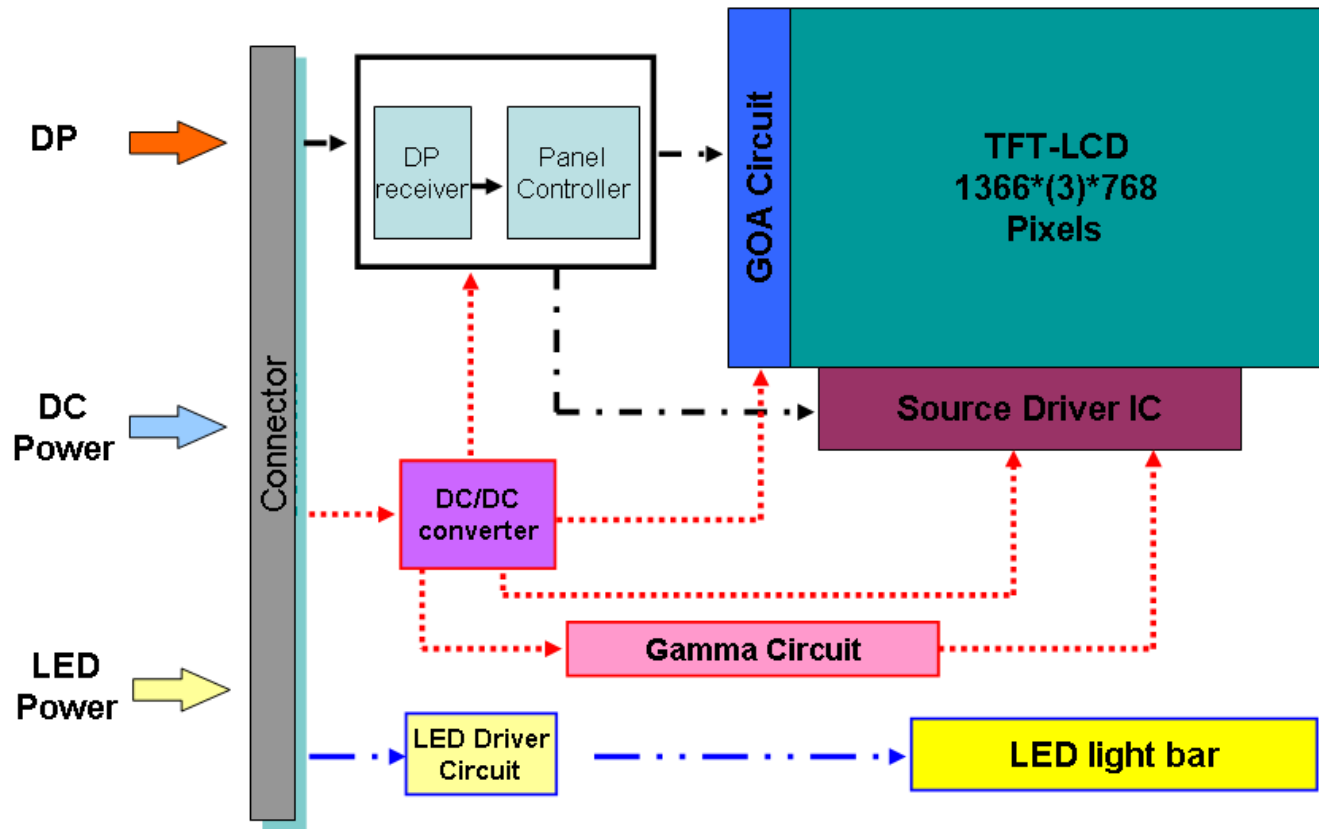 DP
DC
Power
LED
Power
Connector
DP
receiver
Panel
Controller
GOA Circuit
TFT-LCD
1366*(3)*768
Pixels
Source Driver IC
DC/DC
converter
Gamma Circuit
LED Driver
Circuit
LED light bar